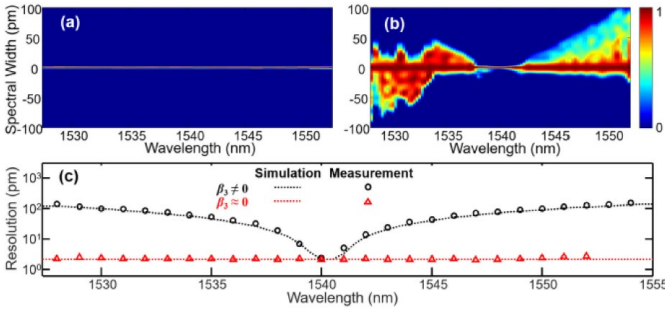 (a)
(b)
Spectral Width (pm)
100
50
0
-50
-100
1530 1535 1540 1545 1550
Wavelength (nm)
100
50
0
-50
-100
1530 1535 1540 1545 1550
Wavelength (nm)
1
0
(c)
Simulation Measurement
β₃ ≠ 0
β₃ ≈ 0
Resolution (pm)
10³
10²
10¹
10⁰
1530 1535 1540 1545 1550 1555
Wavelength (nm)